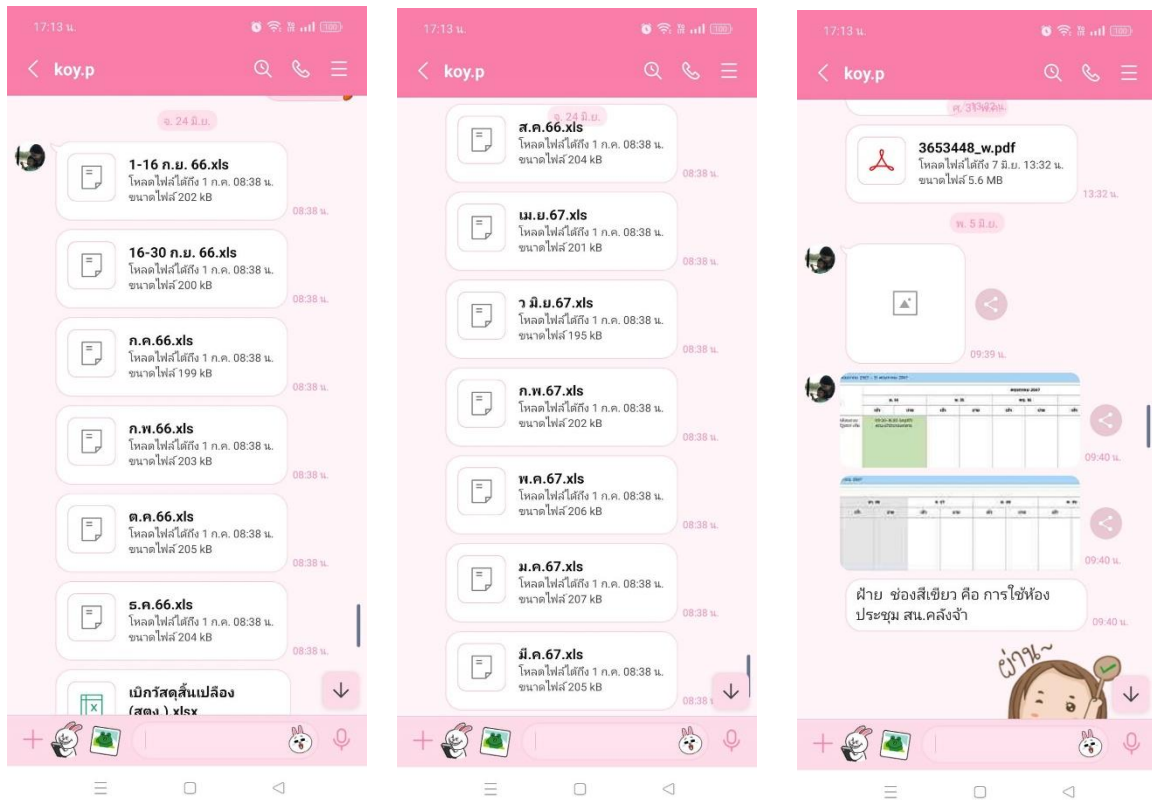 17:13 น.
koy.p
จ. 24 มิ.ย.
1-16 ก.ย. 66.xls
โหลดไฟล์ได้ถึง 1 ก.ค. 08:38 น.
ขนาดไฟล์ 202 kB
08:38 น.
16-30 ก.ย. 66.xls
โหลดไฟล์ได้ถึง 1 ก.ค. 08:38 น.
ขนาดไฟล์ 200 kB
08:38 น.
ก.ค.66.xls
โหลดไฟล์ได้ถึง 1 ก.ค. 08:38 น.
ขนาดไฟล์ 199 kB
08:38 น.
ก.พ.66.xls
โหลดไฟล์ได้ถึง 1 ก.ค. 08:38 น.
ขนาดไฟล์ 203 kB
08:38 น.
ต.ค.66.xls
โหลดไฟล์ได้ถึง 1 ก.ค. 08:38 น.
ขนาดไฟล์ 205 kB
08:38 น.
ธ.ค.66.xls
โหลดไฟล์ได้ถึง 1 ก.ค. 08:38 น.
ขนาดไฟล์ 204 kB
08:38 น.
เบิกวัสดุสิ้นเปลือง
(สตง.).xlsx
17:13 น.
koy.p
จ. 24 มิ.ย.
ส.ค.66.xls
โหลดไฟล์ได้ถึง 1 ก.ค. 08:38 น.
ขนาดไฟล์ 204 kB
08:38 น.
เม.ย.67.xls
โหลดไฟล์ได้ถึง 1 ก.ค. 08:38 น.
ขนาดไฟล์ 201 kB
08:38 น.
ว มิ.ย.67.xls
โหลดไฟล์ได้ถึง 1 ก.ค. 08:38 น.
ขนาดไฟล์ 195 kB
08:38 น.
ก.พ.67.xls
โหลดไฟล์ได้ถึง 1 ก.ค. 08:38 น.
ขนาดไฟล์ 202 kB
08:38 น.
พ.ค.67.xls
โหลดไฟล์ได้ถึง 1 ก.ค. 08:38 น.
ขนาดไฟล์ 206 kB
08:38 น.
ม.ค.67.xls
โหลดไฟล์ได้ถึง 1 ก.ค. 08:38 น.
ขนาดไฟล์ 207 kB
08:38 น.
มี.ค.67.xls
โหลดไฟล์ได้ถึง 1 ก.ค. 08:38 น.
ขนาดไฟล์ 205 kB
08:38
17:13 น.
koy.p
ศ. 31 พ.ค.
3653448_w.pdf
โหลดไฟล์ได้ถึง 7 มิ.ย. 13:32 น.
ขนาดไฟล์ 5.6 MB
13:32 น.
พ. 5 มิ.ย.
09:39 น.
พฤษภาคม 2567
09:40 น.
09:40 น.
ฝ้าย ช่องสีเขียว คือ การใช้ห้อง
ประชุม สน.คลังจ้า
09:40 น.
ผ่าน~